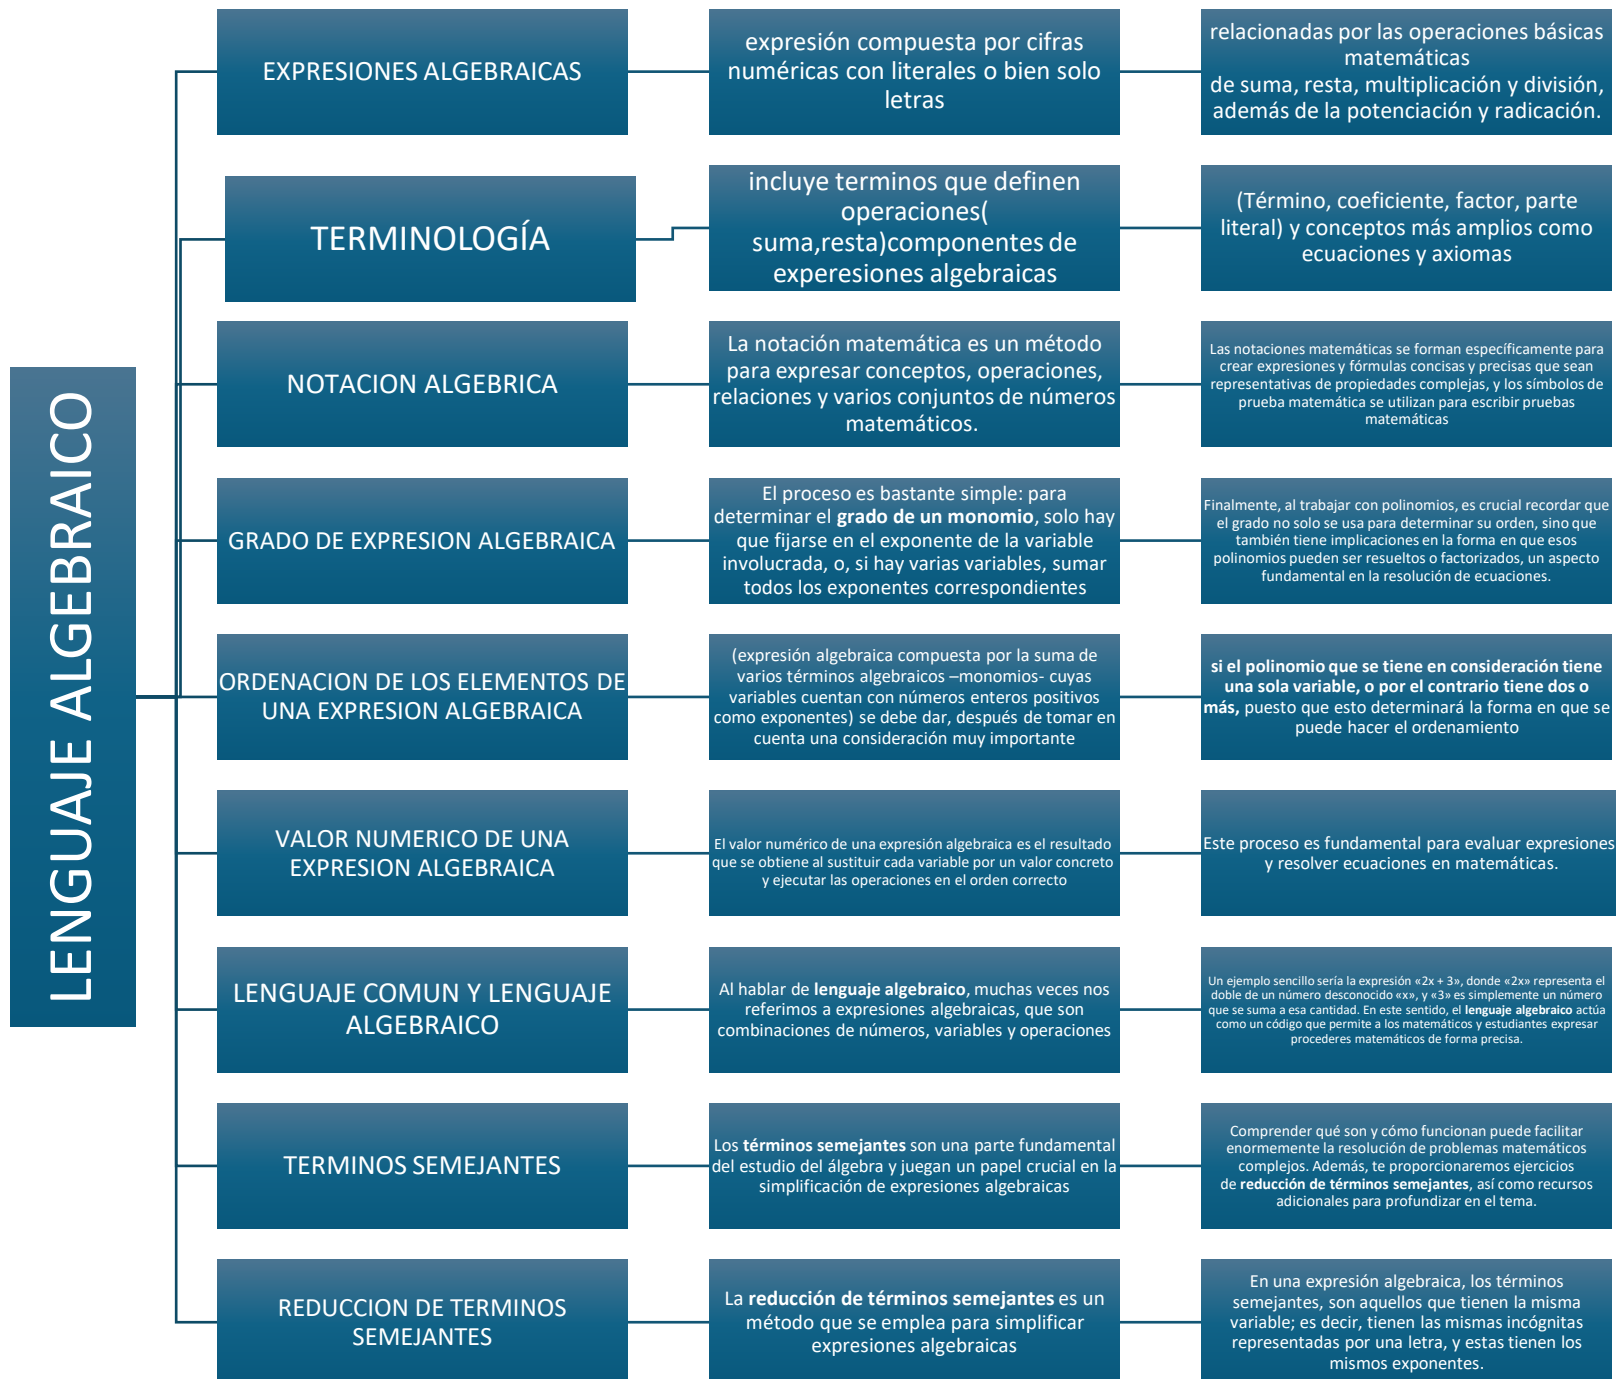 LENGUAJE ALGEBRAICO
EXPRESIONES ALGEBRAICAS
expresión compuesta por cifras
numéricas con literales o bien solo
letras
relacionadas por las operaciones básicas
matemáticas
de suma, resta, multiplicación y división,
además de la potenciación y radicación.
TERMINOLOGÍA
incluye terminos que definen
operaciones(
suma,resta)componentes de
experesiones algebraicas
(Término, coeficiente, factor, parte
literal) y conceptos más amplios como
ecuaciones y axiomas
NOTACION ALGEBRICA
La notación matemática es un método
para expresar conceptos, operaciones,
relaciones y varios conjuntos de números
matemáticos.
Las notaciones matemáticas se forman específicamente para
crear expresiones y fórmulas concisas y precisas que sean
representativas de propiedades complejas, y los símbolos de
prueba matemática se utilizan para escribir pruebas
matemáticas
GRADO DE EXPRESION ALGEBRAICA
El proceso es bastante simple: para
determinar el grado de un monomio, solo hay
que fijarse en el exponente de la variable
involucrada, o, si hay varias variables, sumar
todos los exponentes correspondientes
Finalmente, al trabajar con polinomios, es crucial recordar que
el grado no solo se usa para determinar su orden, sino que
también tiene implicaciones en la forma en que esos
polinomios pueden ser resueltos o factorizados, un aspecto
fundamental en la resolución de ecuaciones.
ORDENACION DE LOS ELEMENTOS DE
UNA EXPRESION ALGEBRAICA
(expresión algebraica compuesta por la suma de
varios términos algebraicos –monomios- cuyas
variables cuentan con números enteros positivos
como exponentes) se debe dar, después de tomar en
cuenta una consideración muy importante
si el polinomio que se tiene en consideración tiene
una sola variable, o por el contrario tiene dos o
más, puesto que esto determinará la forma en que se
puede hacer el ordenamiento
VALOR NUMERICO DE UNA
EXPRESION ALGEBRAICA
El valor numérico de una expresión algebraica es el resultado
que se obtiene al sustituir cada variable por un valor concreto
y ejecutar las operaciones en el orden correcto
Este proceso es fundamental para evaluar expresiones
y resolver ecuaciones en matemáticas.
LENGUAJE COMUN Y LENGUAJE
ALGEBRAICO
Al hablar de lenguaje algebraico, muchas veces nos
referimos a expresiones algebraicas, que son
combinaciones de números, variables y operaciones
Un ejemplo sencillo sería la expresión «2x + 3», donde «2x» representa el
doble de un número desconocido «x», y «3» es simplemente un número
que se suma a esa cantidad. En este sentido, el lenguaje algebraico actúa
como un código que permite a los matemáticos y estudiantes expresar
procederes matemáticos de forma precisa.
TERMINOS SEMEJANTES
Los términos semejantes son una parte fundamental
del estudio del álgebra y juegan un papel crucial en la
simplificación de expresiones algebraicas
Comprender qué son y cómo funcionan puede facilitar
enormemente la resolución de problemas matemáticos
complejos. Además, te proporcionaremos ejercicios
de reducción de términos semejantes, así como recursos
adicionales para profundizar en el tema.
REDUCCION DE TERMINOS
SEMEJANTES
La reducción de términos semejantes es un
método que se emplea para simplificar
expresiones algebraicas
En una expresión algebraica, los términos
semejantes, son aquellos que tienen la misma
variable; es decir, tienen las mismas incógnitas
representadas por una letra, y estas tienen los
mismos exponentes.